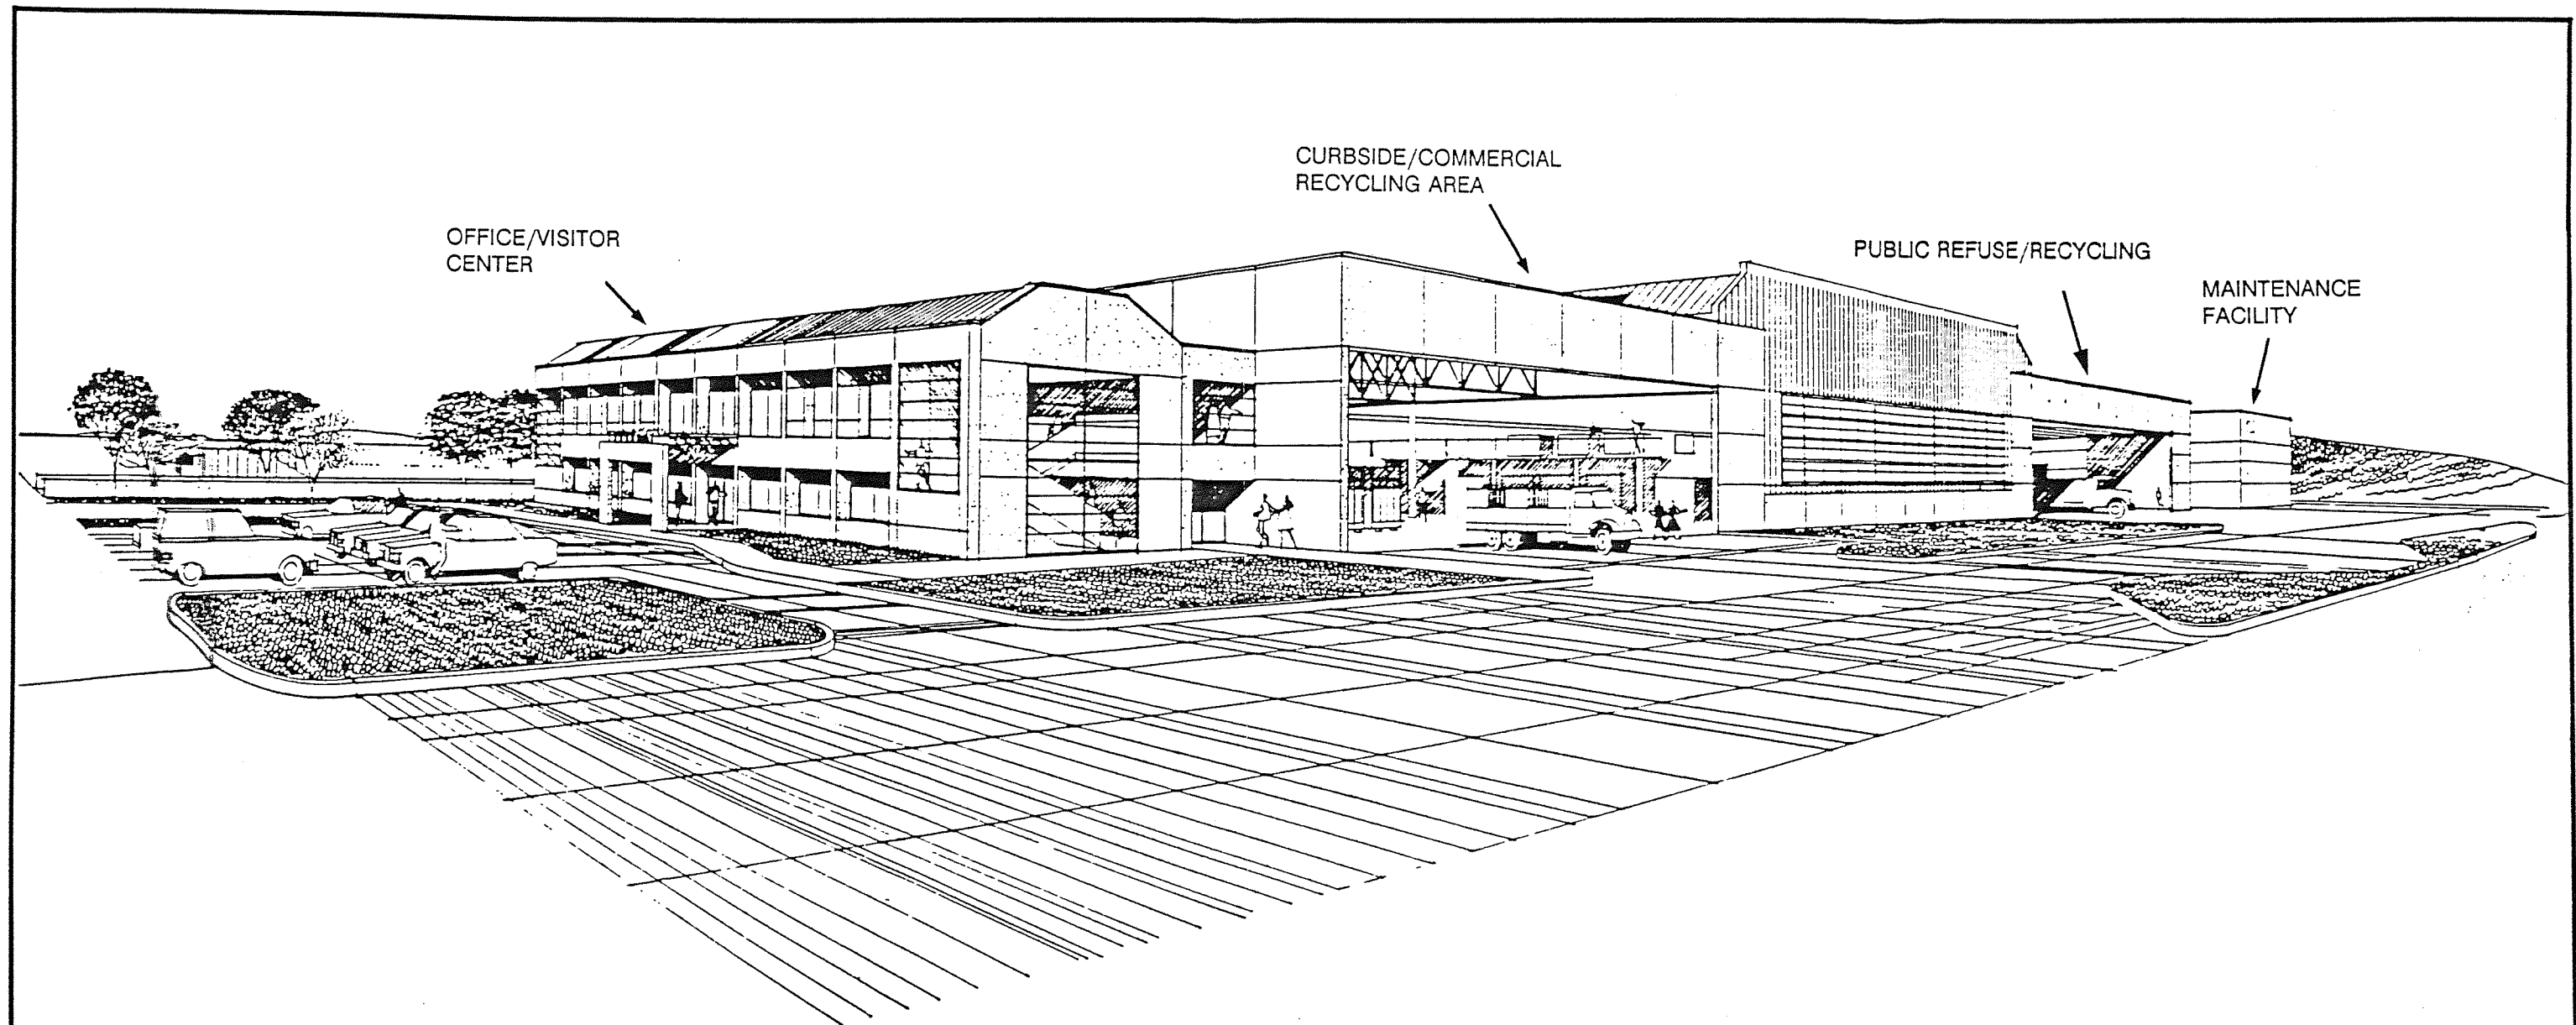 CURBSIDE/COMMERCIAL
RECYCLING AREA
OFFICE/VISITOR
CENTER
PUBLIC REFUSE/RECYCLING
MAINTENANCE
FACILITY